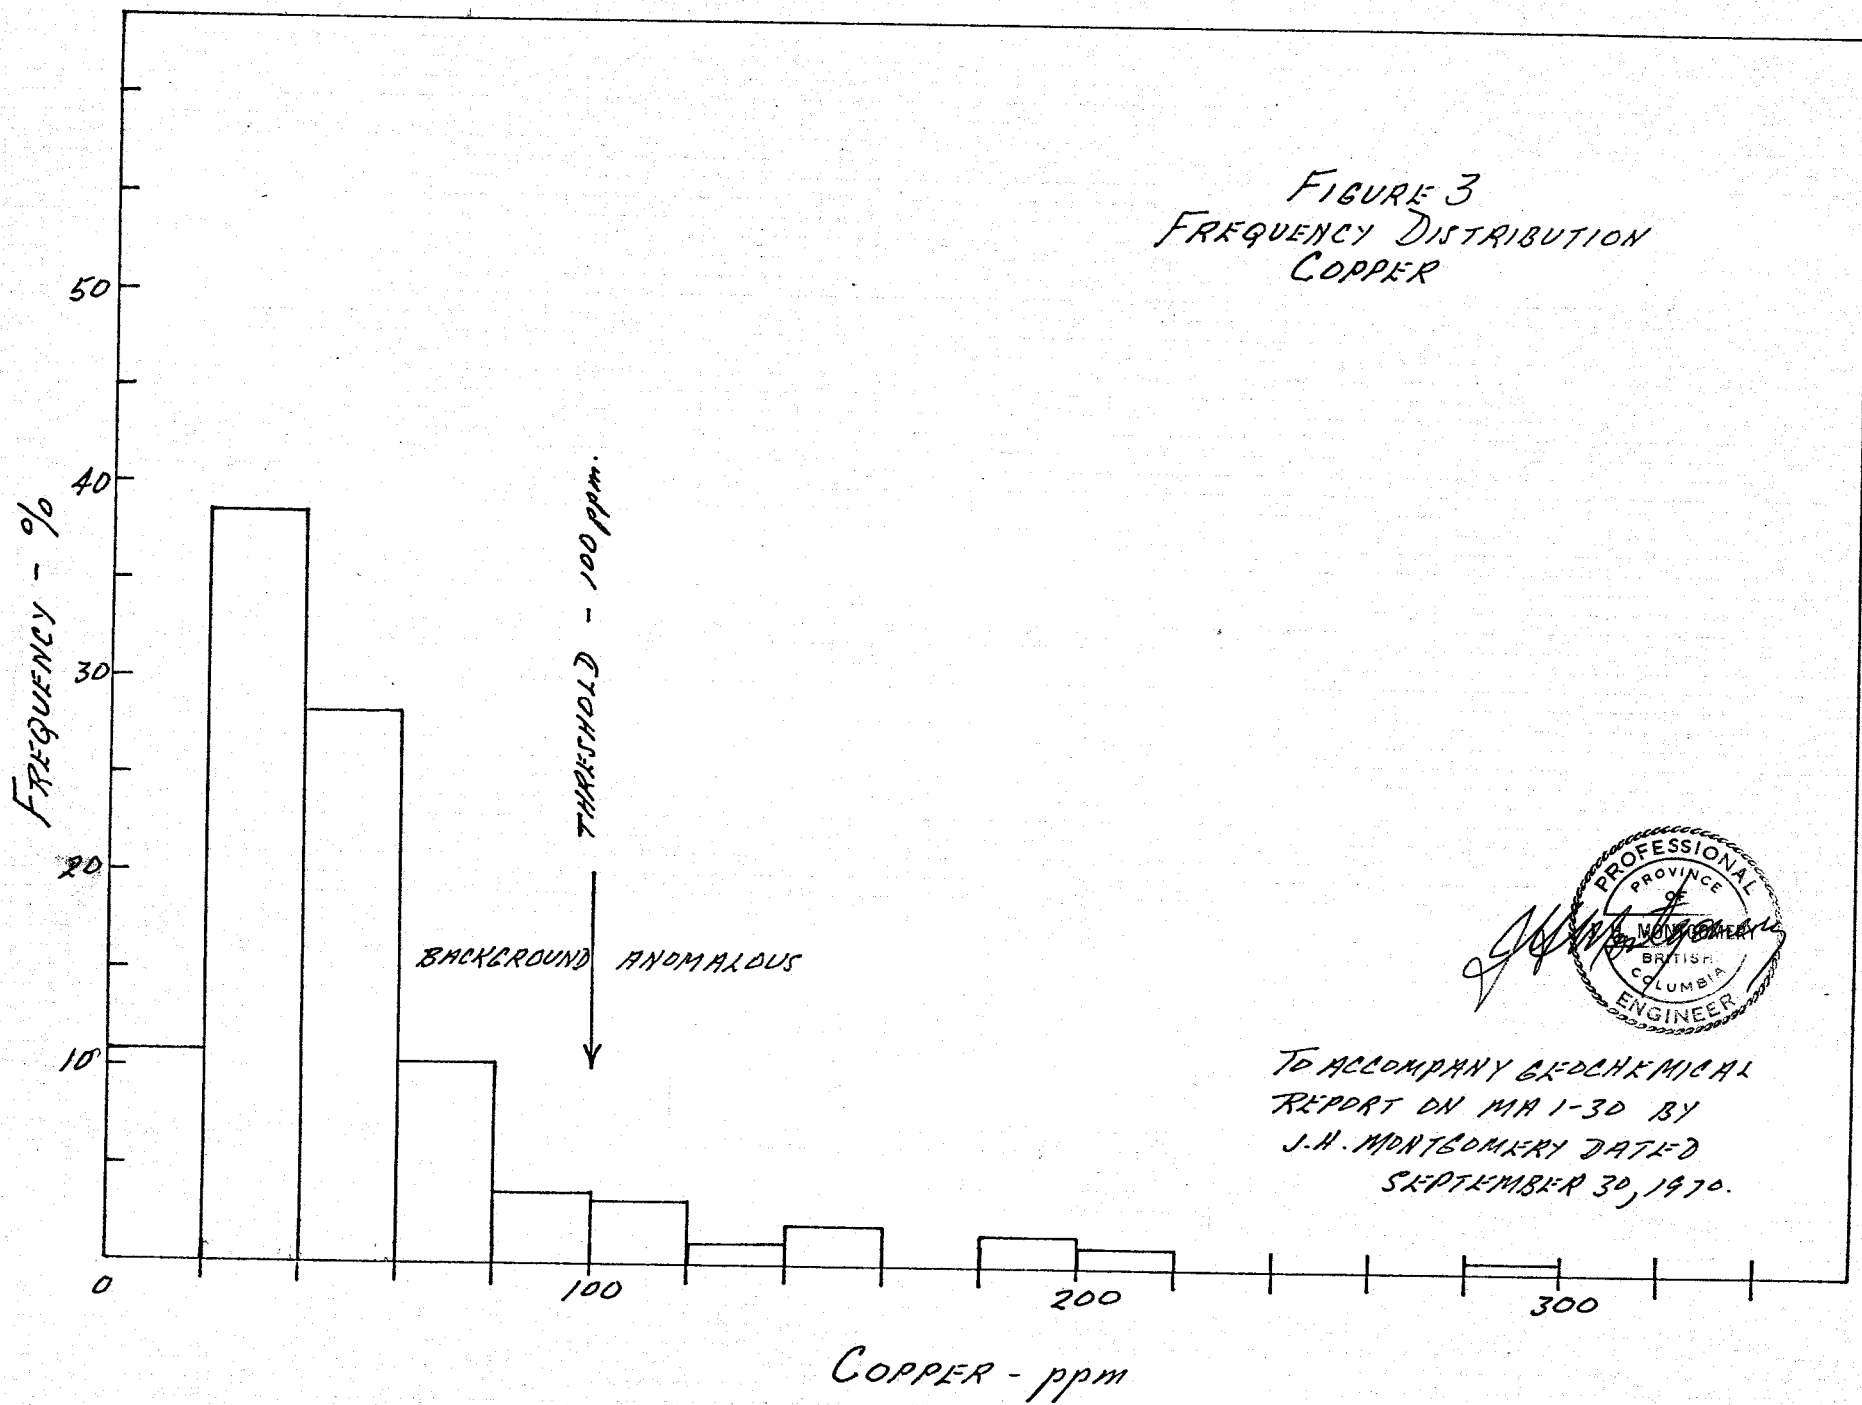 FIGURE 3
FREQUENCY DISTRIBUTION
COPPER
50
40
30
20
10
FREQUENCY - %
THRESHOLD - 100 ppm.
BACKGROUND
ANOMALOUS
PROFESSIONAL
PROVINCE
OF
J. H. MONTGOMERY
BRITISH
COLUMBIA
ENGINEER
TO ACCOMPANY GEOCHEMICAL
REPORT ON MA 1-30 BY
J.H. MONTGOMERY DATED
SEPTEMBER 30, 1970.
0
100
200
300
COPPER - ppm